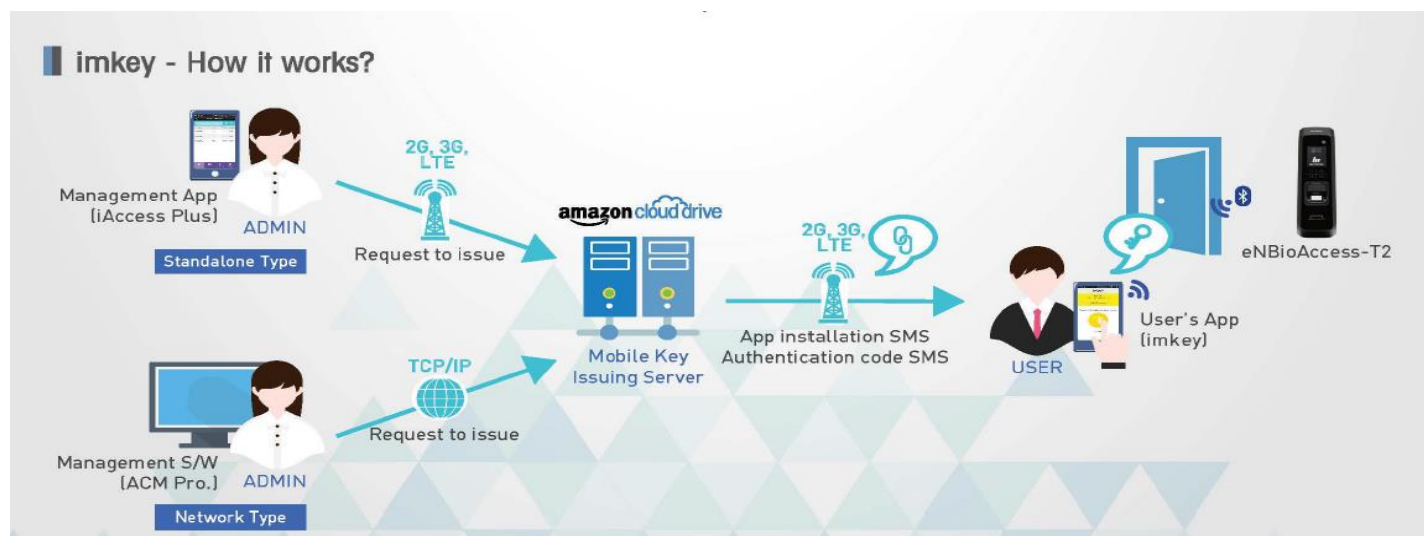 imkey - How it works?
Management App
(iAccess Plus)
ADMIN
Standalone Type
2G, 3G,
LTE
Request to issue
Management S/W
(ACM Pro.)
ADMIN
Network Type
TCP/IP
Request to issue
amazon cloud drive
Mobile Key
Issuing Server
2G, 3G,
LTE
App installation SMS
Authentication code SMS
USER
User's App
(imkey)
eNBioAccess-T2